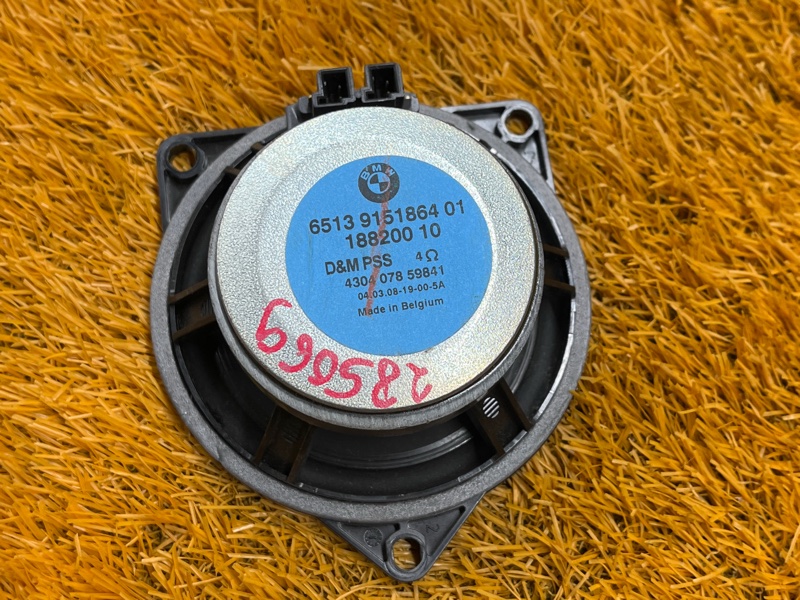 BMW
6513 9151864 01
188200 10
D&M PSS 4Ω
4304 078 59841
04.03.08-19-00-5A
Made in Belgium
285069